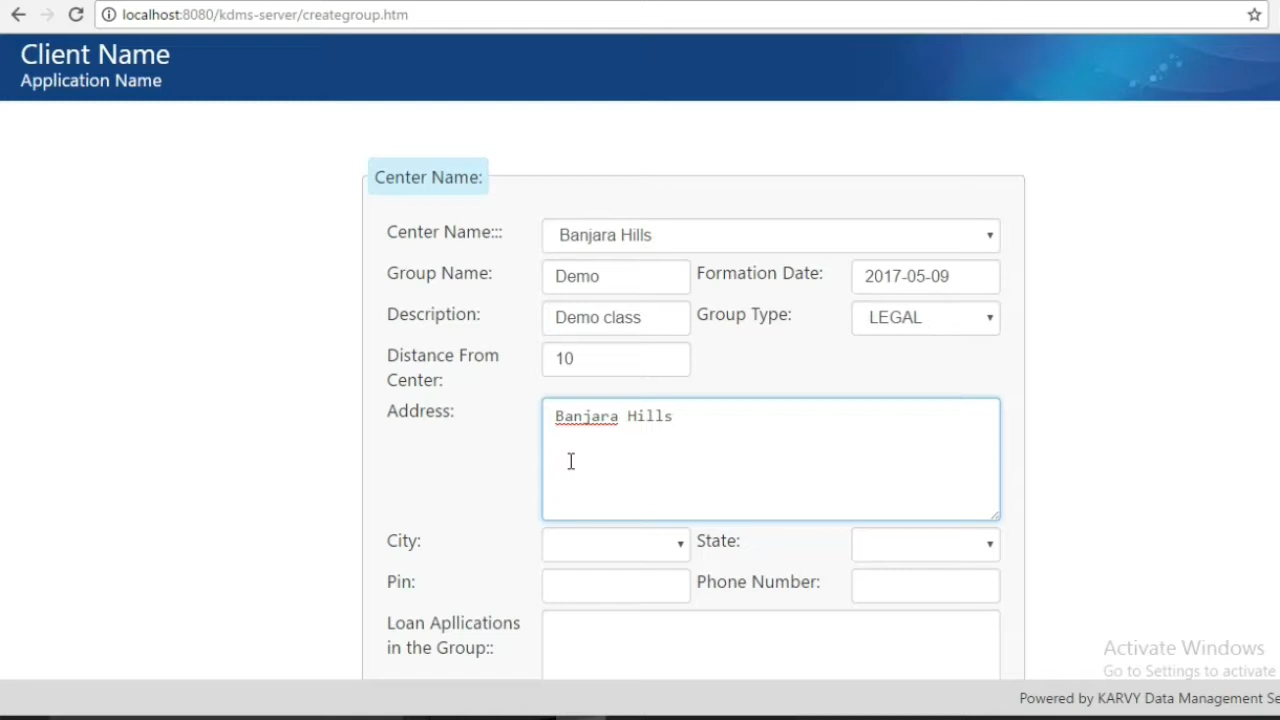 localhost:8080/kdms-server/creategroup.htm
Client Name
Application Name
Center Name:
Center Name::: Banjara Hills
Group Name: Demo Formation Date: 2017-05-09
Description: Demo class Group Type: LEGAL
Distance From Center: 10
Address: Banjara Hills
City: State:
Pin: Phone Number:
Loan Apllications
in the Group::
Activate Windows
Go to Settings to activate
Powered by KARVY Data Management Se